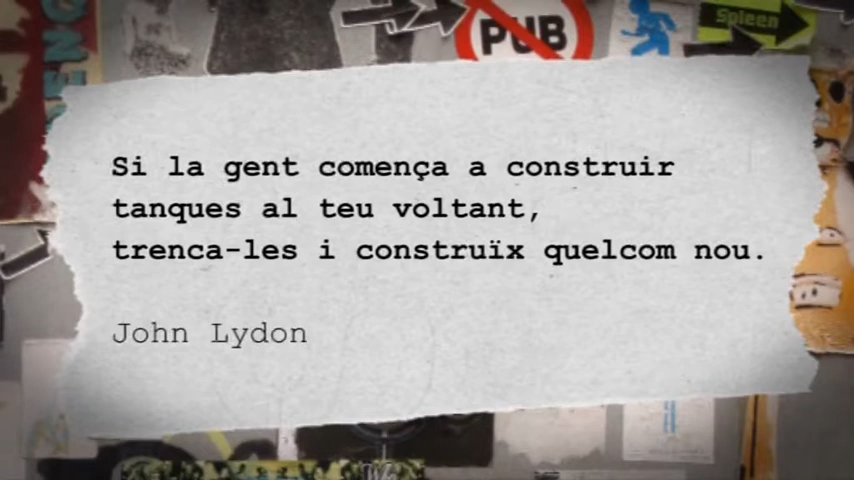 PUB
Spleen
Si la gent comença a construir
tanques al teu voltant,
trenca-les i construïx quelcom nou.
John Lydon